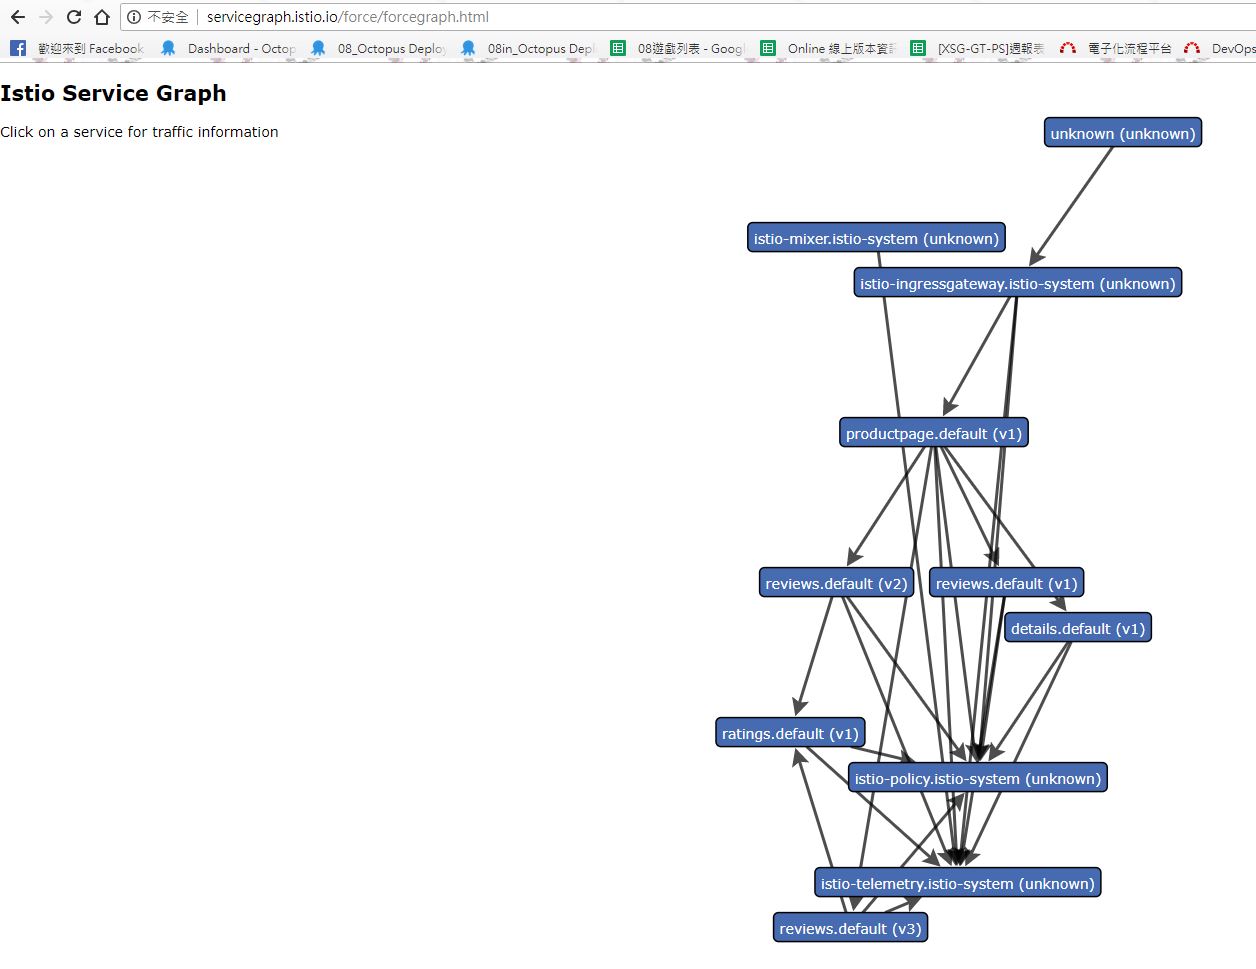 不安全 servicegraph.istio.io/force/forcegraph.html
歡迎來到 Facebook Dashboard - Octop 08_Octopus Deploy 08in_Octopus Depl 08遊戲列表 - Googl Online 線上版本資訊 [XSG-GT-PS]週報表 電子化流程平台 DevOps
Istio Service Graph
Click on a service for traffic information
unknown (unknown)
istio-mixer.istio-system (unknown)
istio-ingressgateway.istio-system (unknown)
productpage.default (v1)
reviews.default (v2) reviews.default (v1)
details.default (v1)
ratings.default (v1)
istio-policy.istio-system (unknown)
istio-telemetry.istio-system (unknown)
reviews.default (v3)